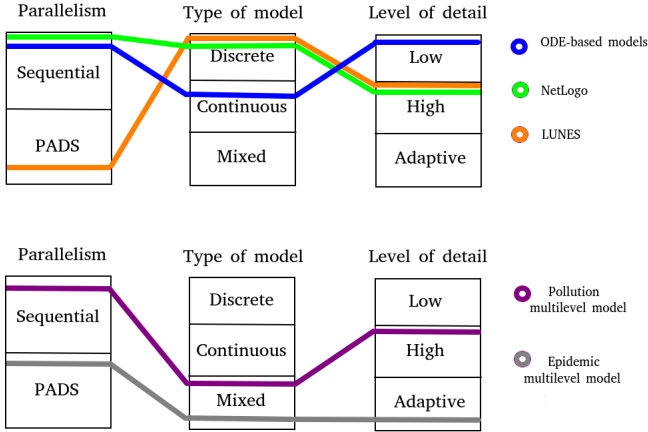 Parallelism
Type of model
Level of detail
Sequential
PADS
Discrete
Continuous
Mixed
Low
High
Adaptive
ODE-based models
NetLogo
LUNES
Parallelism
Type of model
Level of detail
Sequential
PADS
Discrete
Continuous
Mixed
Low
High
Adaptive
Pollution
multilevel model
Epidemic
multilevel model